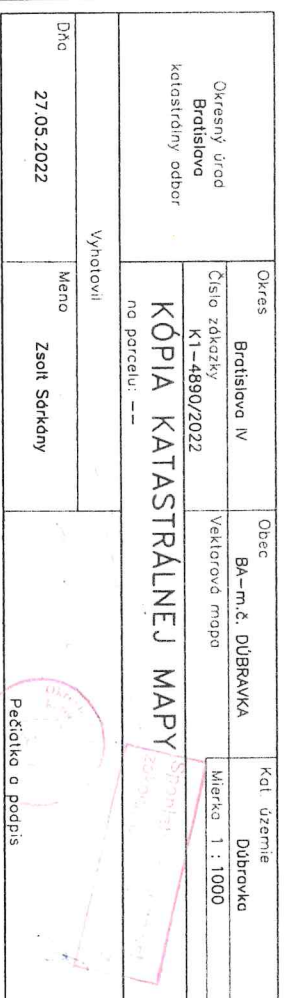 Okresný úrad
Bratislava
katastrálny odbor
Okres
Bratislava IV
Obec
BA–m.č. DÚBRAVKA
Kat. územie
Dúbravka
Číslo zákazky
K1–4890/2022
Vektorová mapa
Mierka 1 : 1000
KÓPIA KATASTRÁLNEJ MAPY
na parcelu: ––
Vyhotovil
Dňa
27.05.2022
Meno
Zsolt Sárkány
Pečiatka a podpis